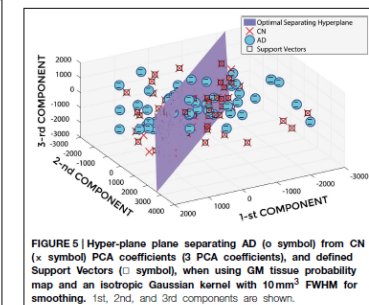 Optimal Separating Hyperplane
CN
AD
Support Vectors
3-rd COMPONENT
2000
1000
0
-1000
-2000
-3000
-3000
-2000
-1000
0
1000
2000
3000
4000
2-nd COMPONENT
2000
1000
0
-1000
-2000
-3000
1-st COMPONENT
FIGURE 5 | Hyper-plane plane separating AD (o symbol) from CN
(× symbol) PCA coefficients (3 PCA coefficients), and defined
Support Vectors (□ symbol), when using GM tissue probability
map and an isotropic Gaussian kernel with 10 mm³ FWHM for
smoothing. 1st, 2nd, and 3rd components are shown.